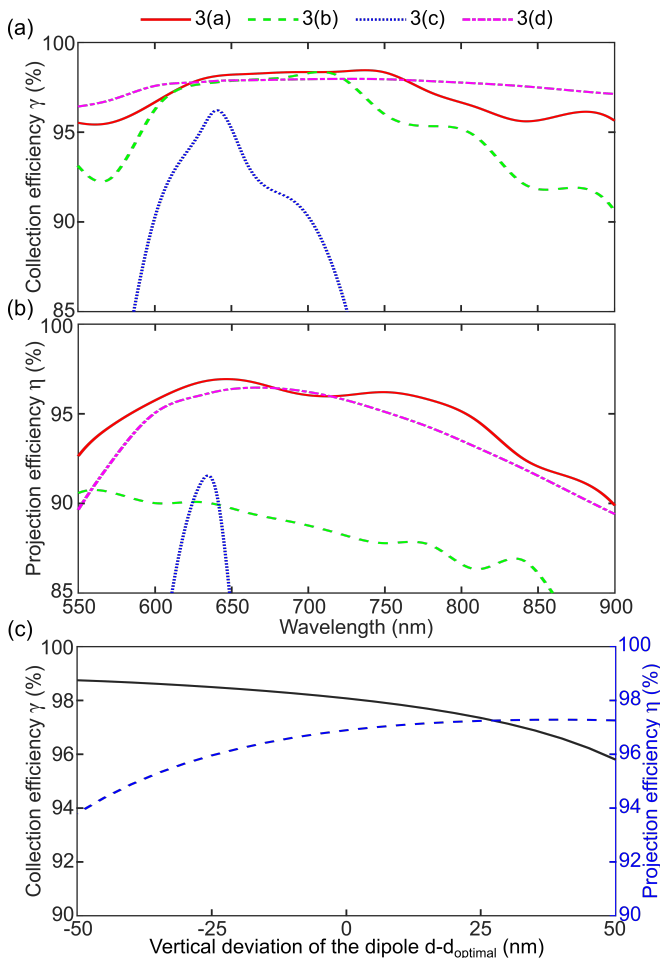 3(a) 3(b) 3(c) 3(d)
(a)
100
95
90
85
Collection efficiency γ (%)
(b)
100
95
90
85
Projection efficiency η (%)
550 600 650 700 750 800 850 900
Wavelength (nm)
(c)
100
98
96
94
92
90
Collection efficiency γ (%)
100
98
96
94
92
90
Projection efficiency η (%)
-50 -25 0 25 50
Vertical deviation of the dipole d-doptimal (nm)